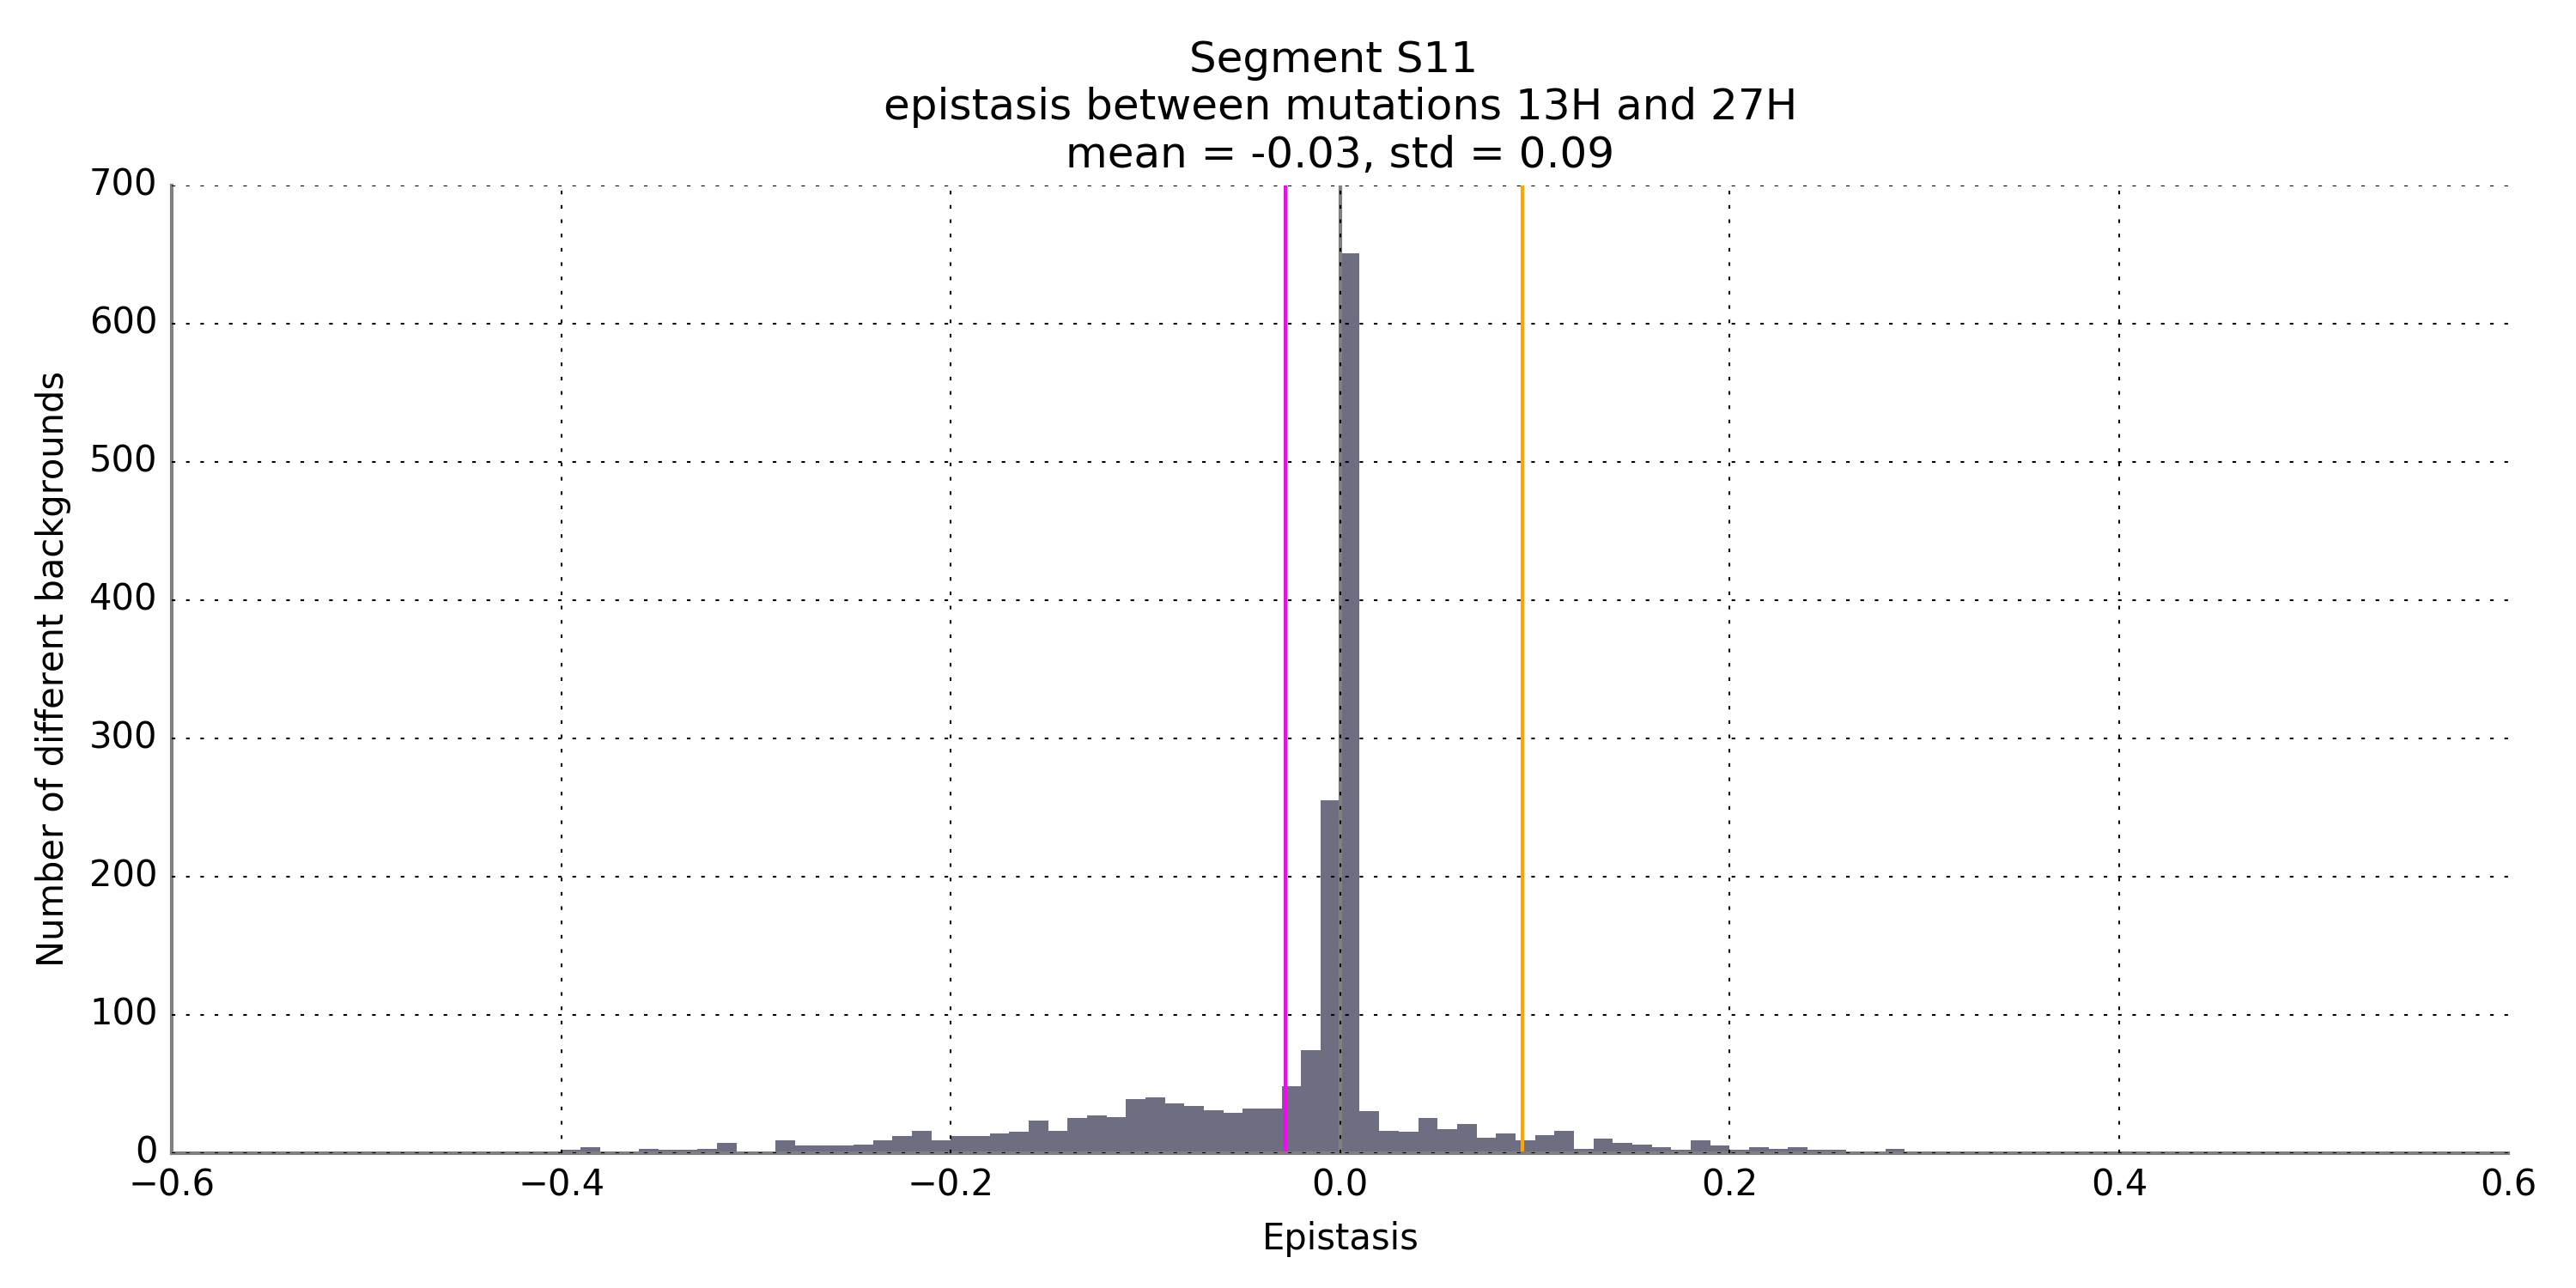 Segment S11
epistasis between mutations 13H and 27H
mean = -0.03, std = 0.09
700
600
500
400
300
200
100
0
Number of different backgrounds
−0.6 −0.4 −0.2 0.0 0.2 0.4 0.6
Epistasis